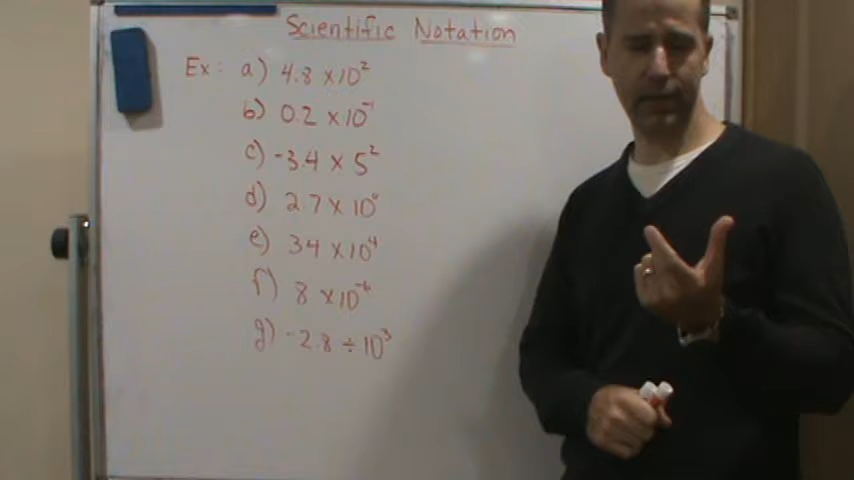 Scientific Notation
Ex: a) 4.8 ×10²
b) 0.2 ×10⁻¹
c) -3.4 × 5²
d) 2.7 × 10⁰
e) 34 ×10⁴
f) 8 ×10⁻⁶
g) -2.8 ÷ 10³